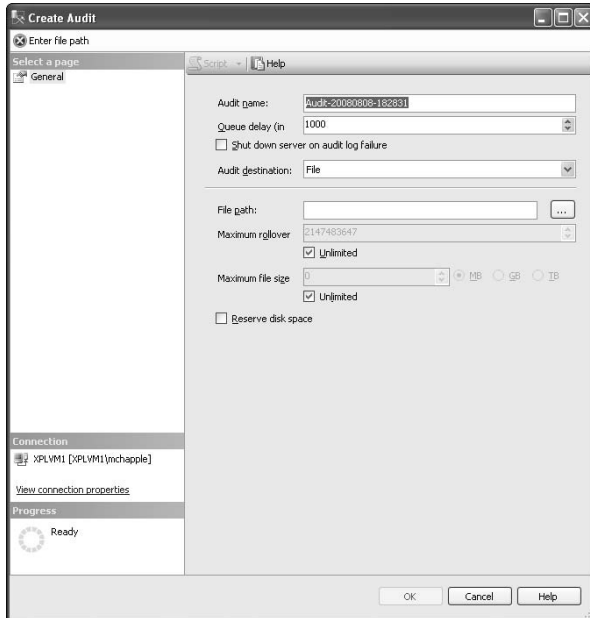 Create Audit
Enter file path
Select a page
General
Script
Help
Audit name:
Audit-20080808-182831
Queue delay (in
1000
Shut down server on audit log failure
Audit destination:
File
File path:
...
Maximum rollover
2147483647
Unlimited
Maximum file size
0
MB
GB
TB
Unlimited
Reserve disk space
Connection
XPLVM1 [XPLVM1\mchapple]
View connection properties
Progress
Ready
OK
Cancel
Help